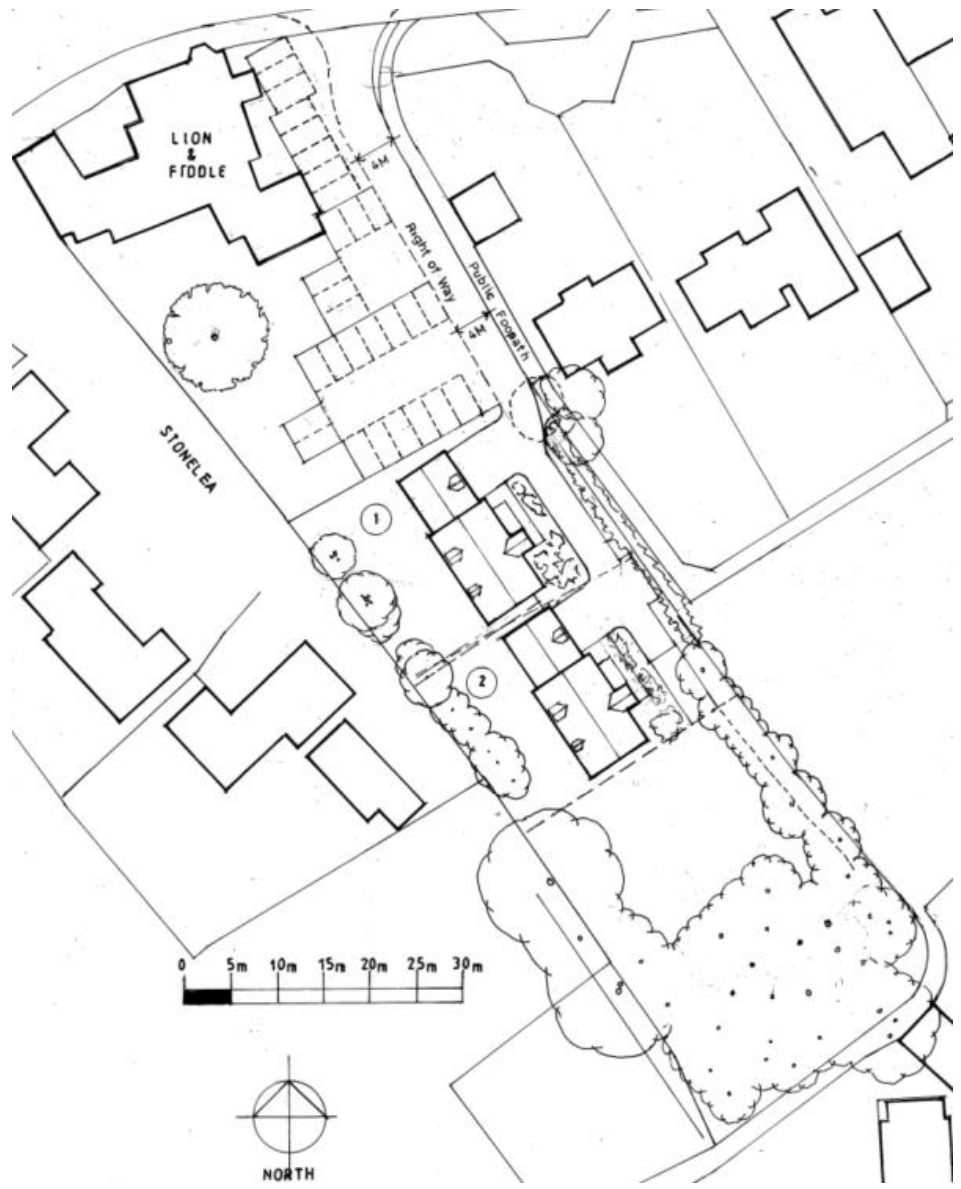 LION
&
FIDDLE
4M
Right of Way
Public Foopath
4M
STONELEA
1
2
0 5m 10m 15m 20m 25m 30m
NORTH